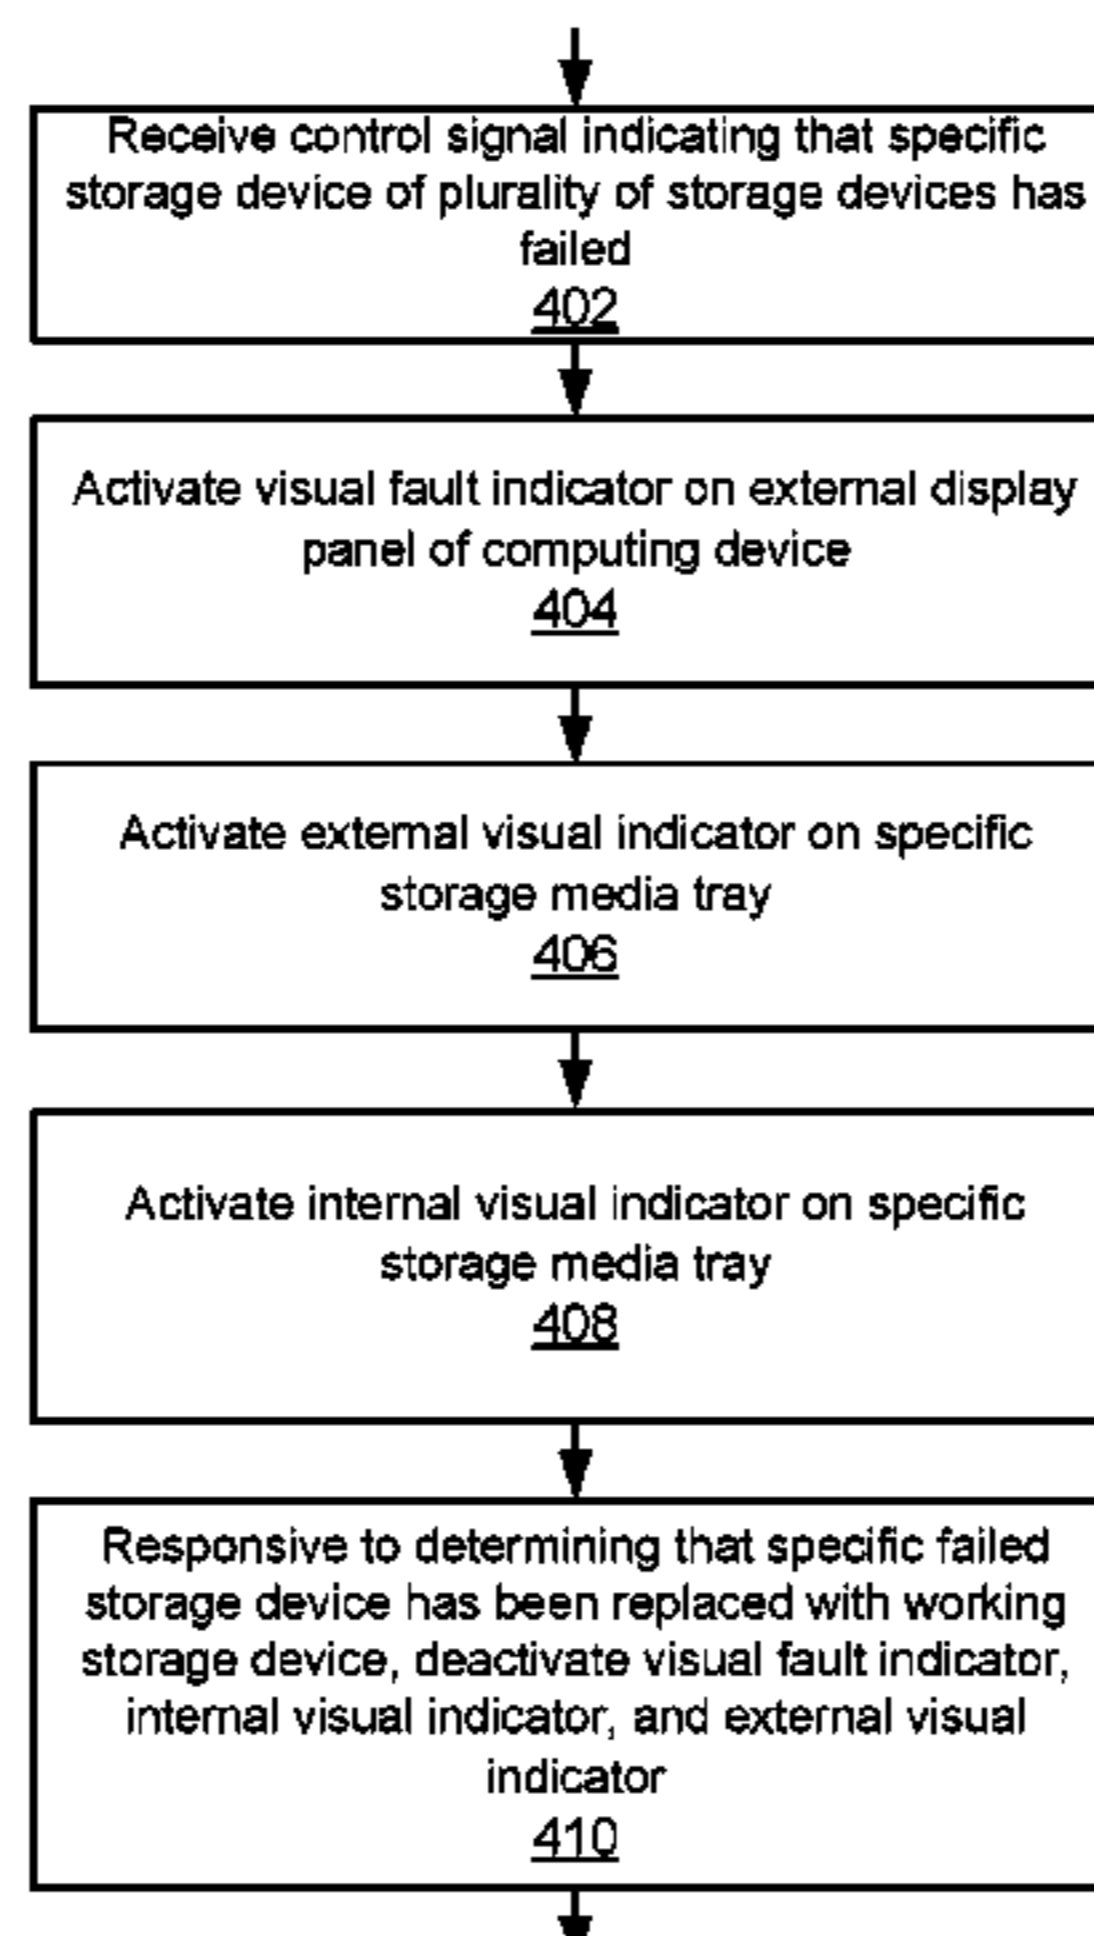 Receive control signal indicating that specific
storage device of plurality of storage devices has
failed
402
Activate visual fault indicator on external display
panel of computing device
404
Activate external visual indicator on specific
storage media tray
406
Activate internal visual indicator on specific
storage media tray
408
Responsive to determining that specific failed
storage device has been replaced with working
storage device, deactivate visual fault indicator,
internal visual indicator, and external visual
indicator
410